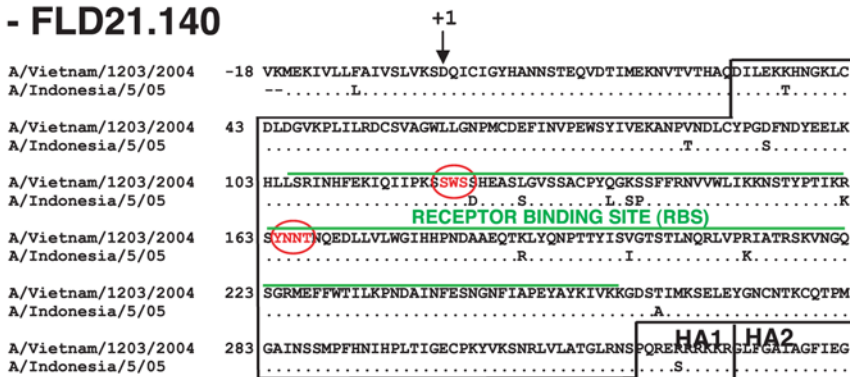 - FLD21.140
+1
A/Vietnam/1203/2004 -18 VKMEKIVLLFAIVSLVKSDQICIGYHANNSTEQVDTIMEKNVTVTHAQDILEKKHNGKLC
A/Indonesia/5/05 --.......L..............................................T.....
A/Vietnam/1203/2004 43 DLDGVKPLILRDCSVAGWLLGNPMCDEFINVPEWSYIVEKANPVNDLCYPGDFNDYEELK
A/Indonesia/5/05 ...........................................T.......S........
A/Vietnam/1203/2004 103 HLLSRINHFEKIQIIPKSSWSSHEASLGVSSACPYQGKSSFFRNVVWLIKKNSTYPTIKR
A/Indonesia/5/05 .....................D....S.........L.SP....................K
RECEPTOR BINDING SITE (RBS)
A/Vietnam/1203/2004 163 SYNNTNQEDLLVLWGIHHPNDAAEQTKLYQNPTTYISVGTSTLNQRLVPRIATRSKVNGQ
A/Indonesia/5/05 ..........................R..........I............K.........
A/Vietnam/1203/2004 223 SGRMEFFWTILKPNDAINFESNGNFIAPEYAYKIVKKGDSTIMKSELEYGNCNTKCQTPM
A/Indonesia/5/05 ........................................A...................
HA1 HA2
A/Vietnam/1203/2004 283 GAINSSMPFHNIHPLTIGECPKYVKSNRLVLATGLRNSPQRERRRKKRGLFGAIAGFIEG
A/Indonesia/5/05 ..........................................S.................